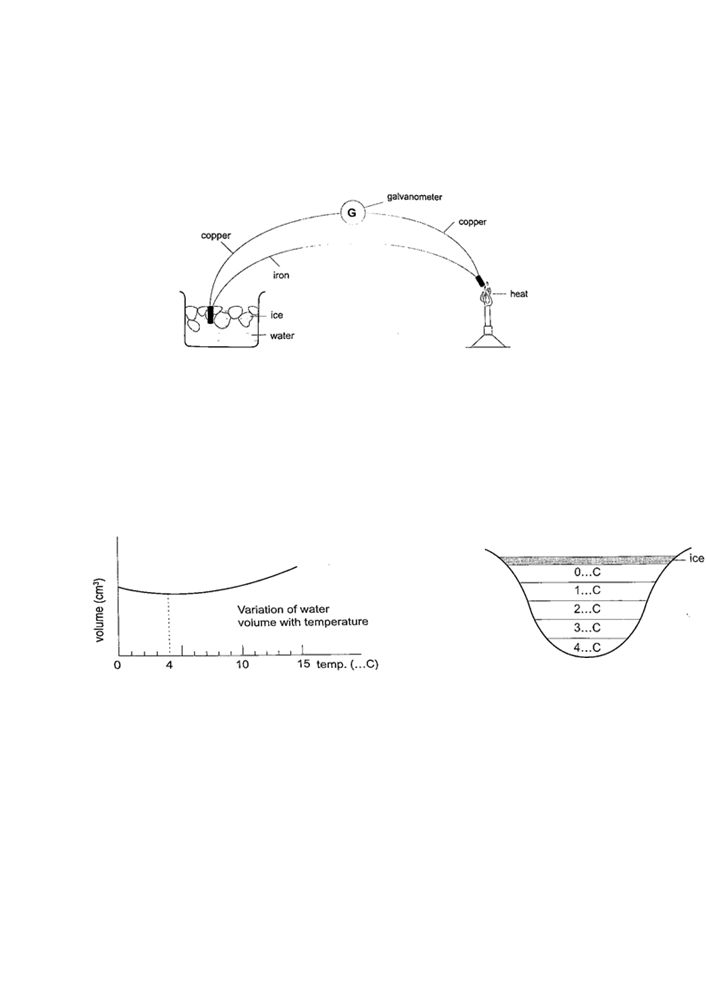 galvanometer
G
copper
copper
iron
heat
ice
water
volume (cm³)
Variation of water
volume with temperature
0 4 10 15 temp. (...C)
ice
0...C
1...C
2...C
3...C
4...C